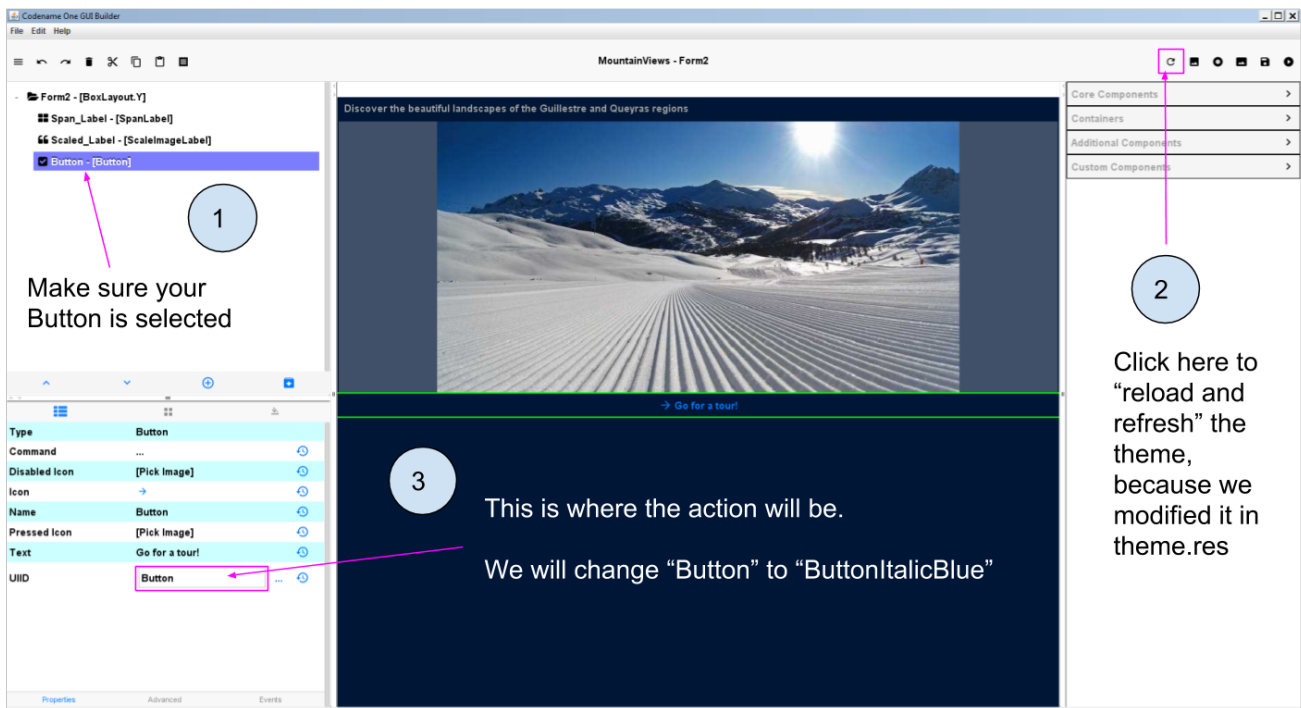 Codename One GUI Builder
File Edit Help
MountainViews - Form2
Form2 - [BoxLayout.Y]
Span_Label - [SpanLabel]
Scaled_Label - [ScaleImageLabel]
Button - [Button]
1
Make sure your
Button is selected
Discover the beautiful landscapes of the Guillestre and Queyras regions
→ Go for a tour!
3
This is where the action will be.
We will change “Button” to “ButtonItalicBlue”
Core Components
Containers
Additional Components
Custom Components
2
Click here to
“reload and
refresh” the
theme,
because we
modified it in
theme.res
Type Button
Command ...
Disabled Icon [Pick Image]
Icon →
Name Button
Pressed Icon [Pick Image]
Text Go for a tour!
UIID Button ...
Properties Advanced Events